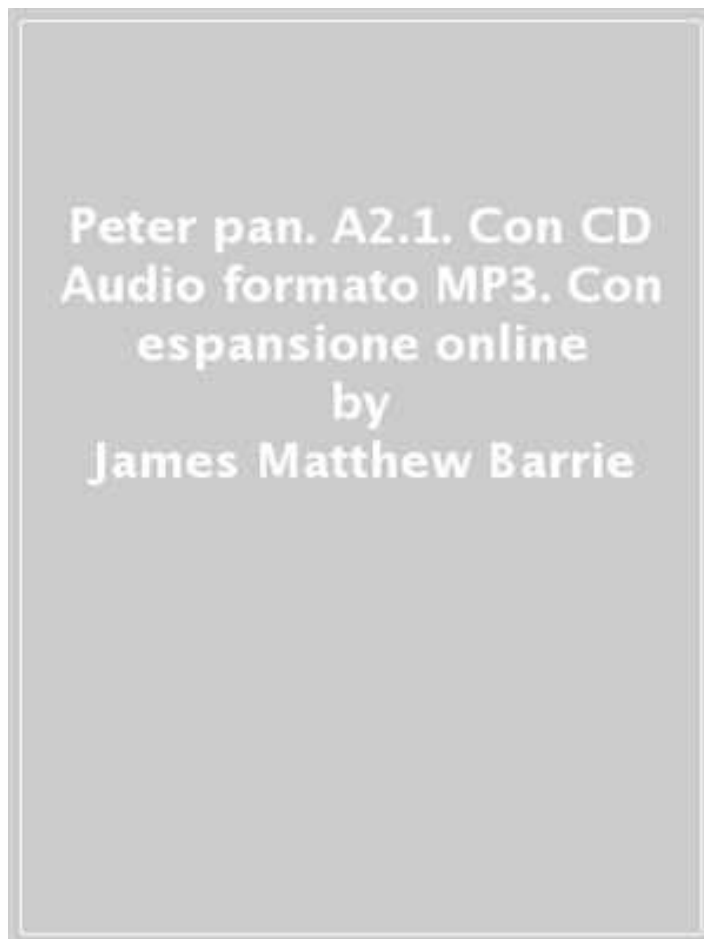 Peter pan. A2.1. Con CD
Audio formato MP3. Con
espansione online
by
James Matthew Barrie